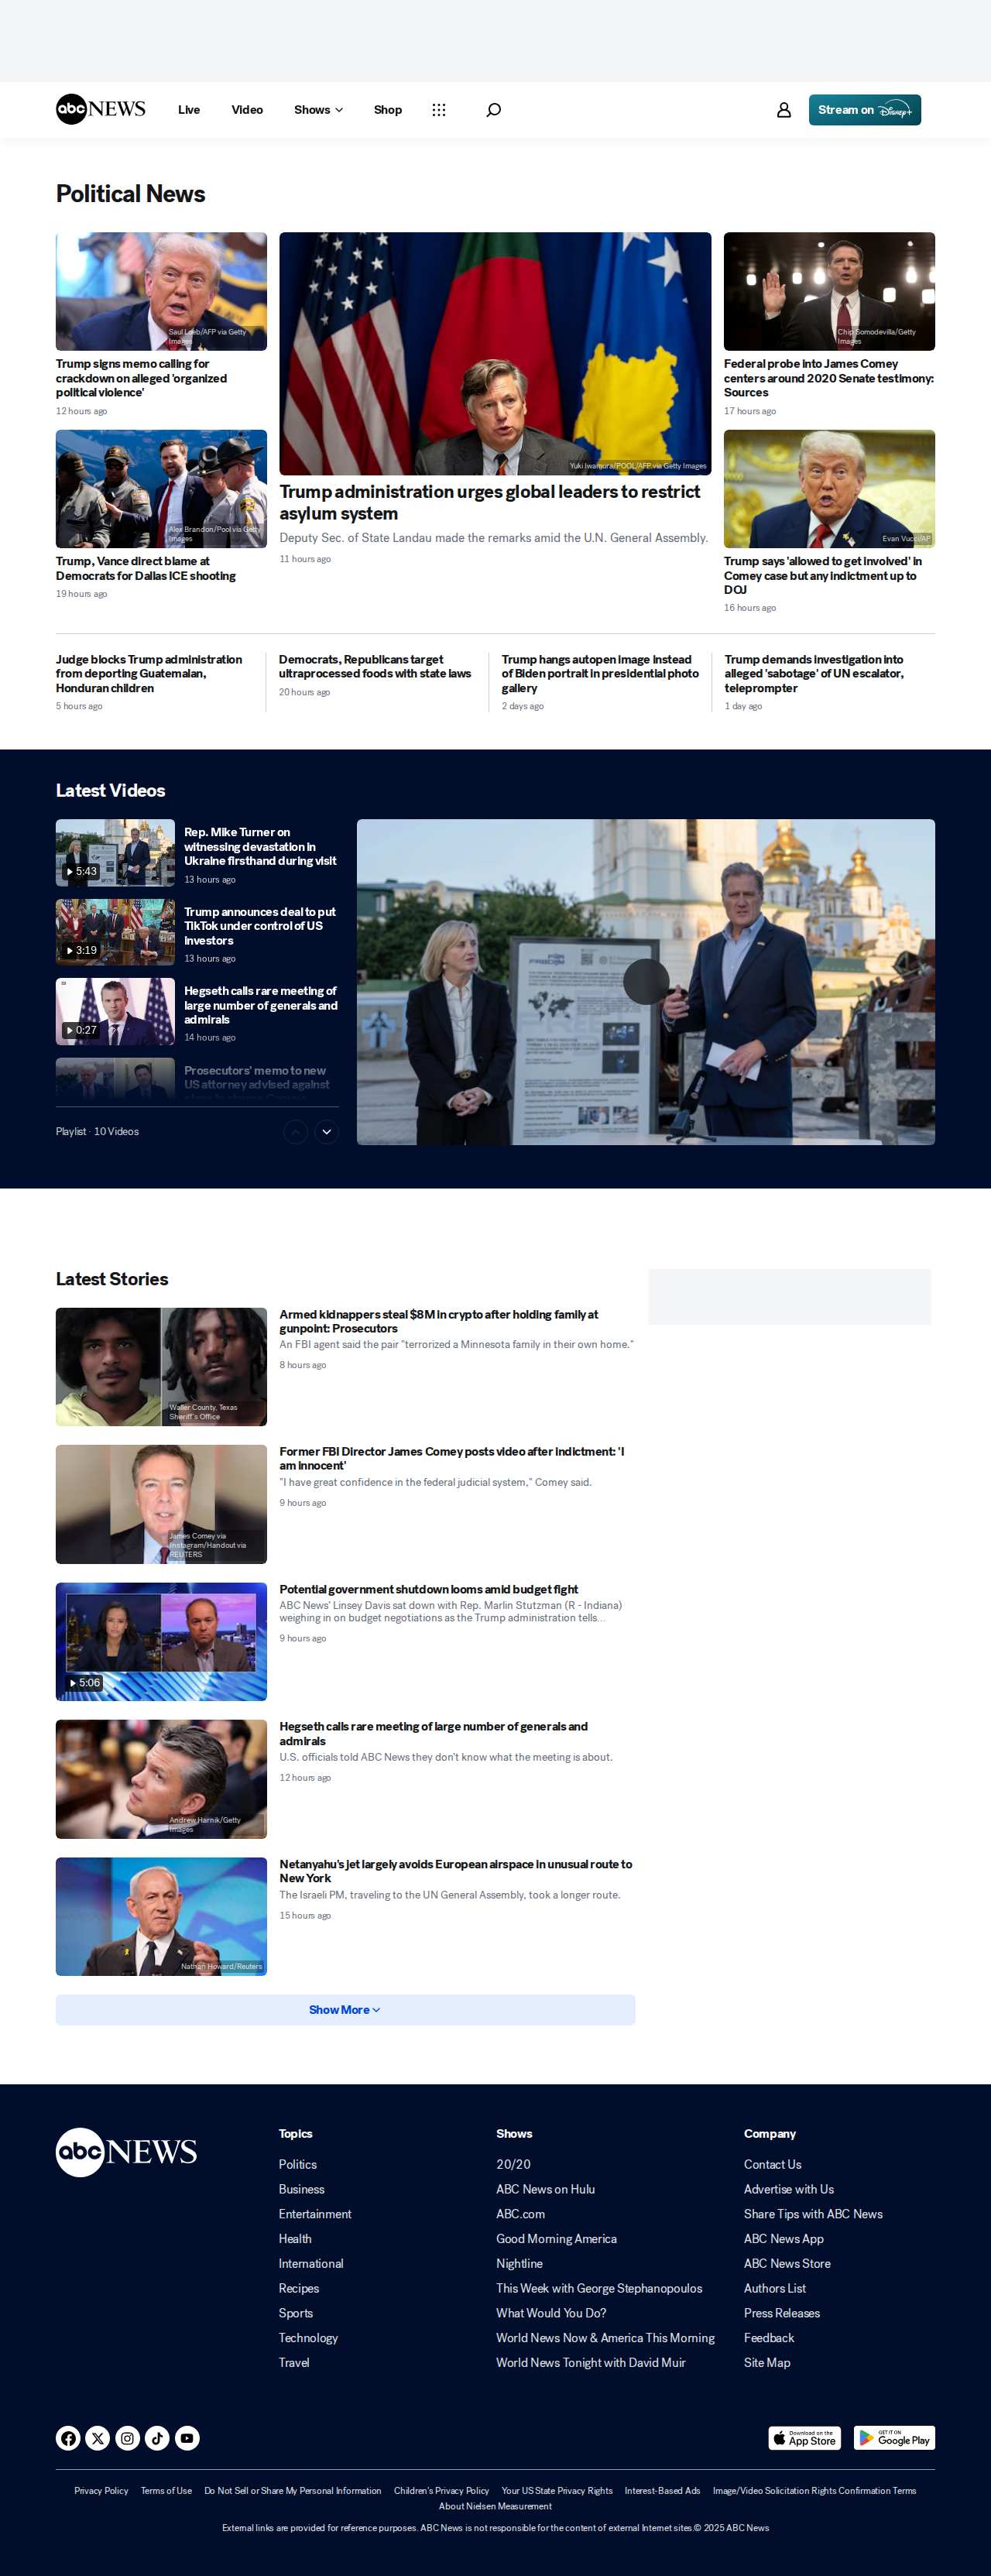 abc NEWS
Live
Video
Shows
Shop
Stream on Disney+
Political News
Saul Loeb/AFP via Getty
Images
Trump signs memo calling for
crackdown on alleged 'organized
political violence'
12 hours ago
Alex Brandon/Pool via Getty
Images
Trump, Vance direct blame at
Democrats for Dallas ICE shooting
19 hours ago
Yuki Iwamura/POOL/AFP via Getty Images
Trump administration urges global leaders to restrict
asylum system
Deputy Sec. of State Landau made the remarks amid the U.N. General Assembly.
11 hours ago
Chip Somodevilla/Getty
Images
Federal probe into James Comey
centers around 2020 Senate testimony:
Sources
17 hours ago
Evan Vucci/AP
Trump says 'allowed to get involved' in
Comey case but any indictment up to
DOJ
16 hours ago
Judge blocks Trump administration
from deporting Guatemalan,
Honduran children
5 hours ago
Democrats, Republicans target
ultraprocessed foods with state laws
20 hours ago
Trump hangs autopen image instead
of Biden portrait in presidential photo
gallery
2 days ago
Trump demands investigation into
alleged 'sabotage' of UN escalator,
teleprompter
1 day ago
Latest Videos
5:43
Rep. Mike Turner on
witnessing devastation in
Ukraine firsthand during visit
13 hours ago
3:19
Trump announces deal to put
TikTok under control of US
investors
13 hours ago
0:27
Hegseth calls rare meeting of
large number of generals and
admirals
14 hours ago
Prosecutors' memo to new
US attorney advised against
Playlist · 10 Videos
Latest Stories
Waller County, Texas
Sheriff's Office
Armed kidnappers steal $8M in crypto after holding family at
gunpoint: Prosecutors
An FBI agent said the pair "terrorized a Minnesota family in their own home."
8 hours ago
James Comey via
Instagram/Handout via
REUTERS
Former FBI Director James Comey posts video after indictment: 'I
am innocent'
"I have great confidence in the federal judicial system," Comey said.
9 hours ago
5:06
Potential government shutdown looms amid budget fight
ABC News' Linsey Davis sat down with Rep. Marlin Stutzman (R - Indiana)
weighing in on budget negotiations as the Trump administration tells...
9 hours ago
Andrew Harnik/Getty
Images
Hegseth calls rare meeting of large number of generals and
admirals
U.S. officials told ABC News they don't know what the meeting is about.
12 hours ago
Nathan Howard/Reuters
Netanyahu's jet largely avoids European airspace in unusual route to
New York
The Israeli PM, traveling to the UN General Assembly, took a longer route.
15 hours ago
Show More
abc NEWS
Topics
Politics
Business
Entertainment
Health
International
Recipes
Sports
Technology
Travel
Shows
20/20
ABC News on Hulu
ABC.com
Good Morning America
Nightline
This Week with George Stephanopoulos
What Would You Do?
World News Now & America This Morning
World News Tonight with David Muir
Company
Contact Us
Advertise with Us
Share Tips with ABC News
ABC News App
ABC News Store
Authors List
Press Releases
Feedback
Site Map
Download on the
App Store
GET IT ON
Google Play
Privacy Policy
Terms of Use
Do Not Sell or Share My Personal Information
Children's Privacy Policy
Your US State Privacy Rights
Interest-Based Ads
Image/Video Solicitation Rights Confirmation Terms
About Nielsen Measurement
External links are provided for reference purposes. ABC News is not responsible for the content of external Internet sites.© 2025 ABC News